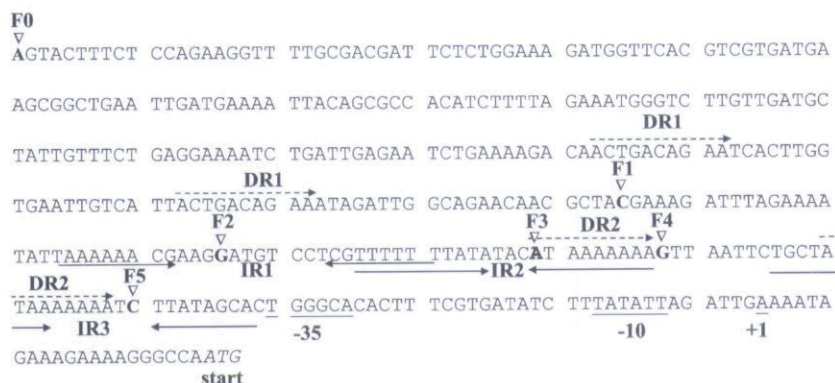 F0
AGTACTTTCT CCAGAAGGTT TTGCGACGAT TCTCTGGAAA GATGGTTCAC GTCGTGATGA
AGCGGCTGAA TTGATGAAAA TTACAGCGCC ACATCTTTTA GAAATGGGTC TTGTTGATGC
DR1
TATTGTTTCT GAGGAAAATC TGATTGAGAA TCTGAAAAGA CAACTGACAG AATCACTTGG
DR1 F1
TGAATTGTCA TTACTGACAG AAATAGATTG GCAGAACAAC GCTACGAAAG ATTTAGAAAA
F2 F3 DR2 F4
TATTAAAAAA CGAAGGATGT CCTCGTTTTT TTATATACAT AAAAAAAGTT AATTCTGCTA
IR1 IR2
DR2 F5
TAAAAAAATC TTATAGCACT GGGCACACTT TCGTGATATC TTTATATTAG ATTGAAAATA
IR3 -35 -10 +1
GAAAGAAAAGGGCCAATG
start